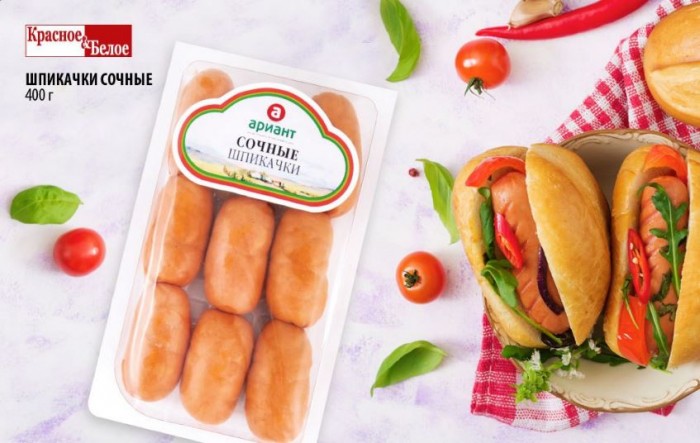 Красное&Белое
ШПИКАЧКИ СОЧНЫЕ
400 г
а
ариант
СОЧНЫЕ
ШПИКАЧКИ